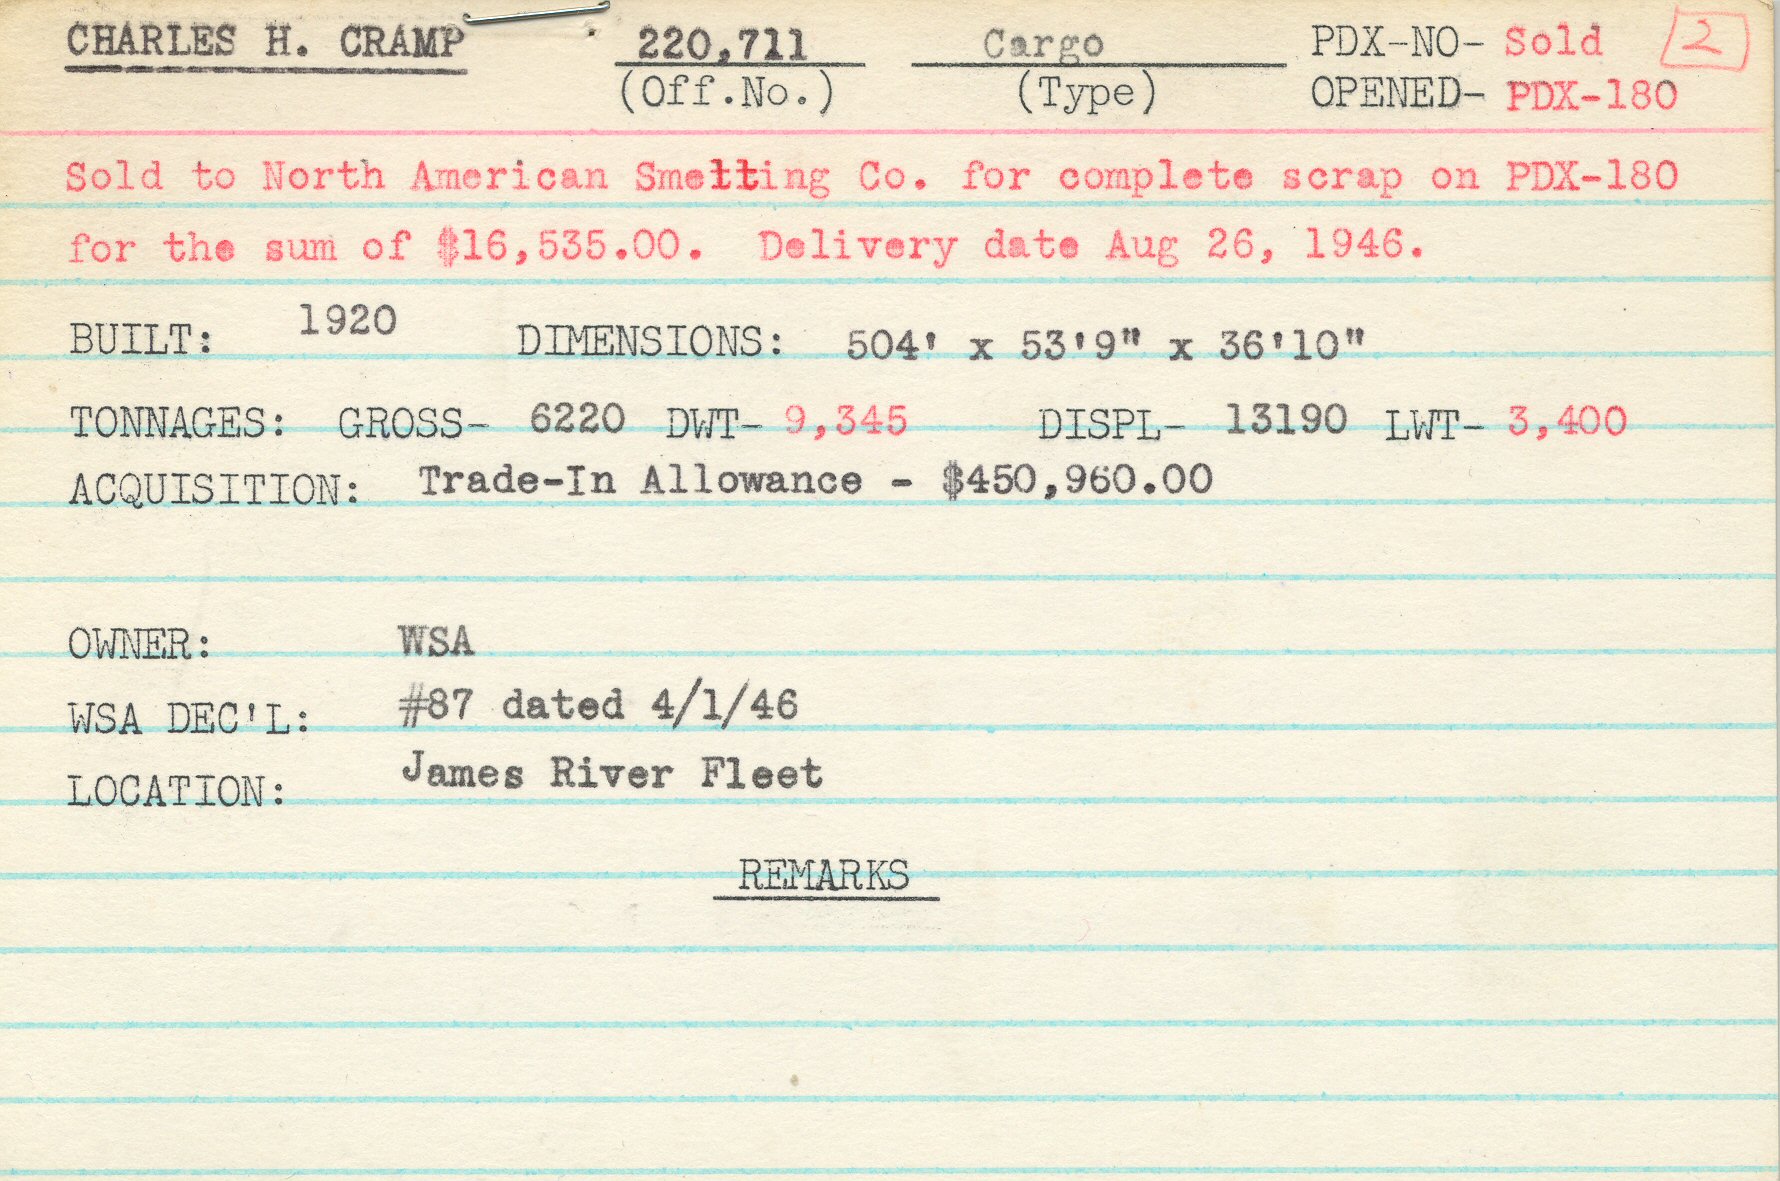 CHARLES H. CRAMP 220,711 Cargo PDX-NO- Sold 2
(Off.No.) (Type) OPENED- PDX-180
Sold to North American Smelting Co. for complete scrap on PDX-180
for the sum of $16,535.00. Delivery date Aug 26, 1946.
BUILT: 1920 DIMENSIONS: 504' x 53'9" x 36'10"
TONNAGES: GROSS- 6220 DWT- 9,345 DISPL- 13190 LWT- 3,400
ACQUISITION: Trade-In Allowance - $450,960.00
OWNER: WSA
WSA DEC'L: #87 dated 4/1/46
LOCATION: James River Fleet
REMARKS